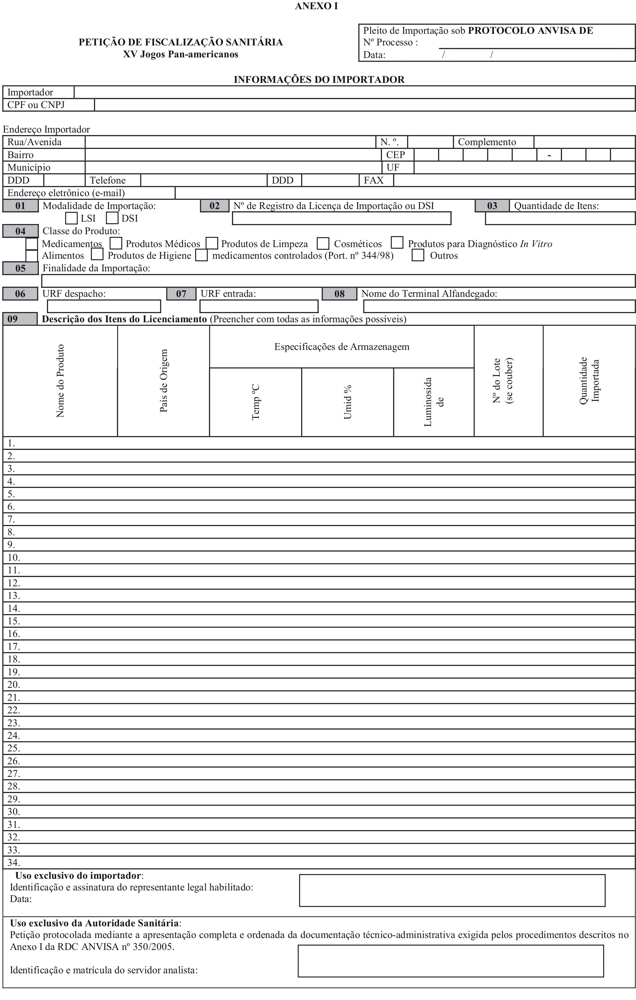 ANEXO I
PETIÇÃO DE FISCALIZAÇÃO SANITÁRIA
XV Jogos Pan-americanos
Pleito de Importação sob PROTOCOLO ANVISA DE
Nº Processo :
Data: / /
INFORMAÇÕES DO IMPORTADOR
Importador
CPF ou CNPJ
Endereço Importador
Rua/Avenida N. º. Complemento
Bairro CEP -
Município UF
DDD Telefone DDD FAX
Endereço eletrônico (e-mail)
01 Modalidade de Importação: 02 Nº de Registro da Licença de Importação ou DSI 03 Quantidade de Itens:
LSI DSI
04 Classe do Produto:
Medicamentos Produtos Médicos Produtos de Limpeza Cosméticos Produtos para Diagnóstico In Vitro
Alimentos Produtos de Higiene medicamentos controlados (Port. nº 344/98) Outros
05 Finalidade da Importação:
06 URF despacho: 07 URF entrada: 08 Nome do Terminal Alfandegado:
09 Descrição dos Itens do Licenciamento (Preencher com todas as informações possíveis)
Nome do Produto
País de Origem
Especificações de Armazenagem
Temp ºC
Umid %
Luminosida
de
Nº do Lote
(se couber)
Quantidade
Importada
1.
2.
3.
4.
5.
6.
7.
8.
9.
10.
11.
12.
13.
14.
15.
16.
17.
18.
19.
20.
21.
22.
23.
24.
25.
26.
27.
28.
29.
30.
31.
32.
33.
34.
Uso exclusivo do importador:
Identificação e assinatura do representante legal habilitado:
Data:
Uso exclusivo da Autoridade Sanitária:
Petição protocolada mediante a apresentação completa e ordenada da documentação técnico-administrativa exigida pelos procedimentos descritos no
Anexo I da RDC ANVISA nº 350/2005.
Identificação e matrícula do servidor analista: